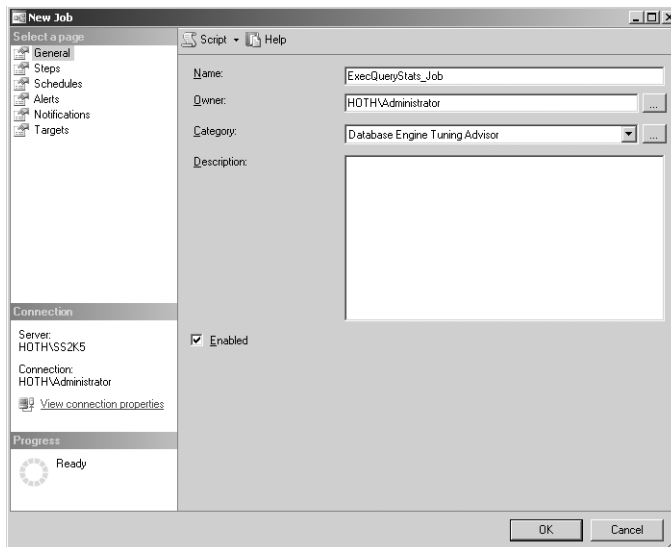 New Job
Select a page
General
Steps
Schedules
Alerts
Notifications
Targets
Script
Help
Name:
ExecQueryStats_Job
Owner:
HOTH\Administrator
...
Category:
Database Engine Tuning Advisor
...
Description:
Enabled
Connection
Server:
HOTH\SS2K5
Connection:
HOTH\Administrator
View connection properties
Progress
Ready
OK
Cancel